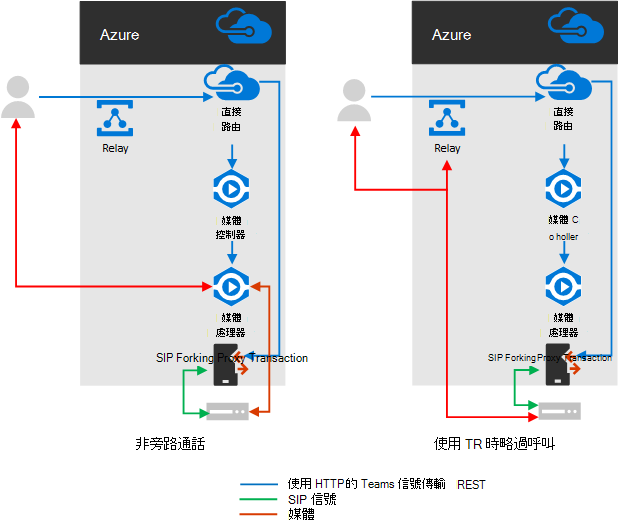 Azure
直接
路由
Relay
媒體
控制器
媒體
處理器
SIP Forking Proxy Transaction
非旁路通話
Azure
直接
路由
Relay
媒體 C
o holler
媒體
處理器
SIP Forking Proxy Transaction
使用 TR 時略過呼叫
使用 HTTP的 Teams 信號傳輸 REST
SIP 信號
媒體